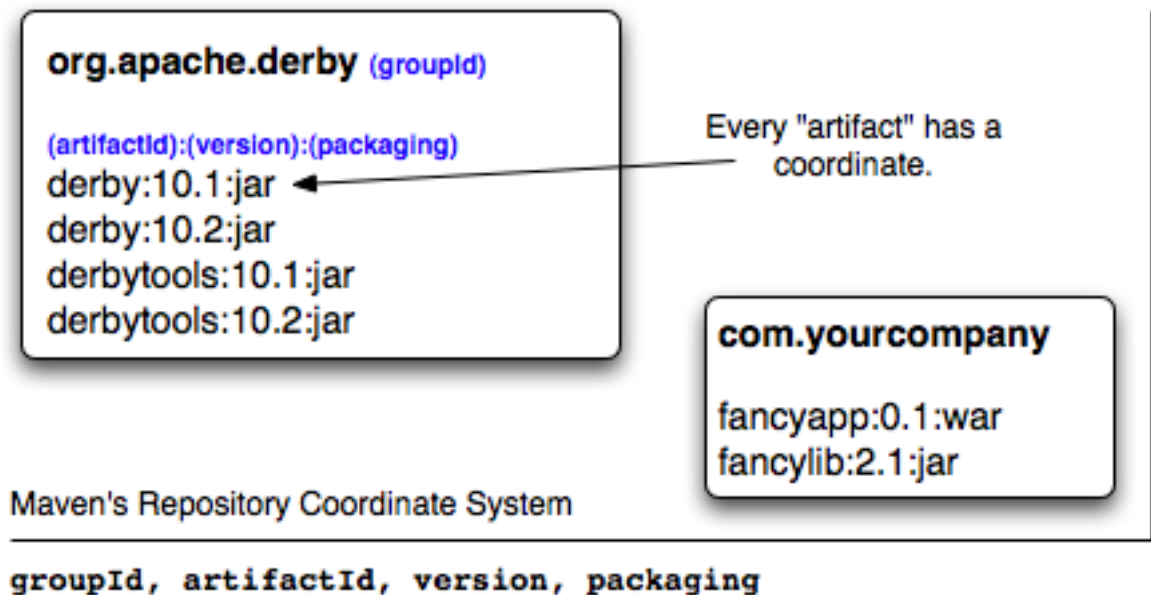 org.apache.derby (groupId)
(artifactId):(version):(packaging)
derby:10.1:jar
derby:10.2:jar
derbytools:10.1:jar
derbytools:10.2:jar
Every "artifact" has a
coordinate.
com.yourcompany
fancyapp:0.1:war
fancylib:2.1:jar
Maven's Repository Coordinate System
groupId, artifactId, version, packaging